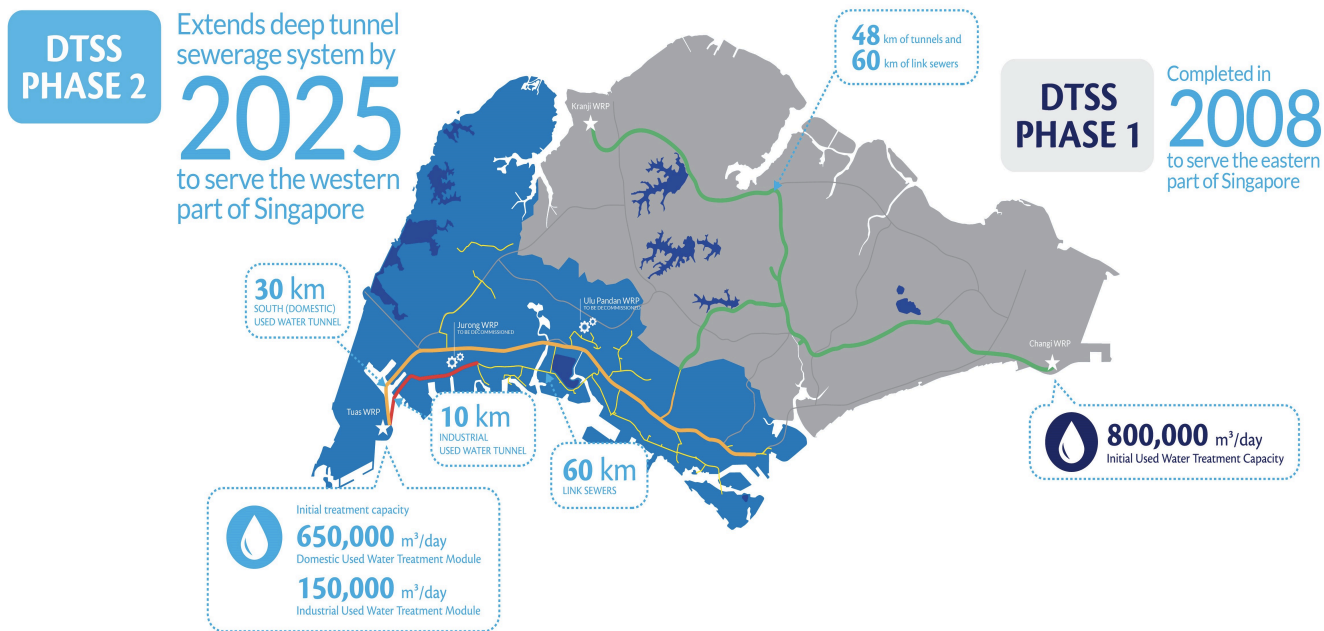 DTSS
PHASE 2
Extends deep tunnel
sewerage system by
2025
to serve the western
part of Singapore
48 km of tunnels and
60 km of link sewers
DTSS
PHASE 1
Completed in
2008
to serve the eastern
part of Singapore
Kranji WRP
30 km
SOUTH (DOMESTIC)
USED WATER TUNNEL
Ulu Pandan WRP
TO BE DECOMMISSIONED
Jurong WRP
TO BE DECOMMISSIONED
Changi WRP
Tuas WRP
10 km
INDUSTRIAL
USED WATER TUNNEL
60 km
LINK SEWERS
800,000 m³/day
Initial Used Water Treatment Capacity
Initial treatment capacity
650,000 m³/day
Domestic Used Water Treatment Module
150,000 m³/day
Industrial Used Water Treatment Module